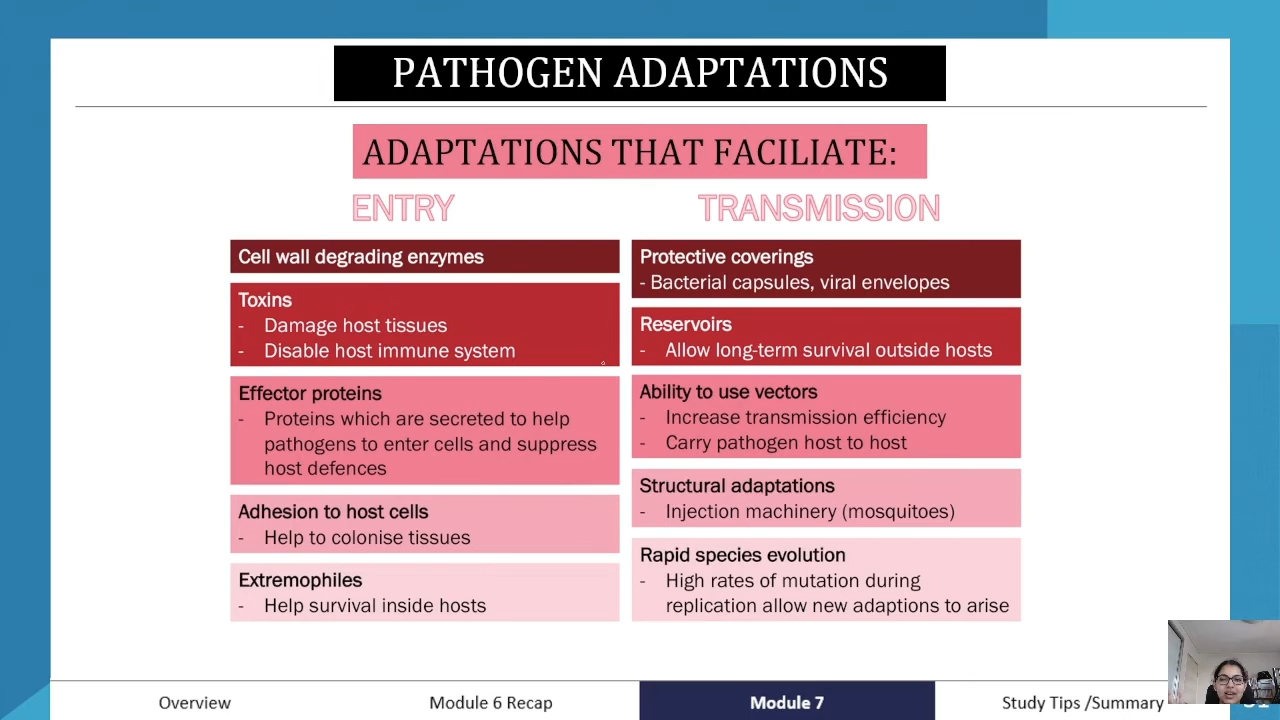 PATHOGEN ADAPTATIONS
ADAPTATIONS THAT FACILIATE:
ENTRY
Cell wall degrading enzymes
Toxins
- Damage host tissues
- Disable host immune system
Effector proteins
- Proteins which are secreted to help
pathogens to enter cells and suppress
host defences
Adhesion to host cells
- Help to colonise tissues
Extremophiles
- Help survival inside hosts
TRANSMISSION
Protective coverings
- Bacterial capsules, viral envelopes
Reservoirs
- Allow long-term survival outside hosts
Ability to use vectors
- Increase transmission efficiency
- Carry pathogen host to host
Structural adaptations
- Injection machinery (mosquitoes)
Rapid species evolution
- High rates of mutation during
replication allow new adaptions to arise
Overview
Module 6 Recap
Module 7
Study Tips /Summary